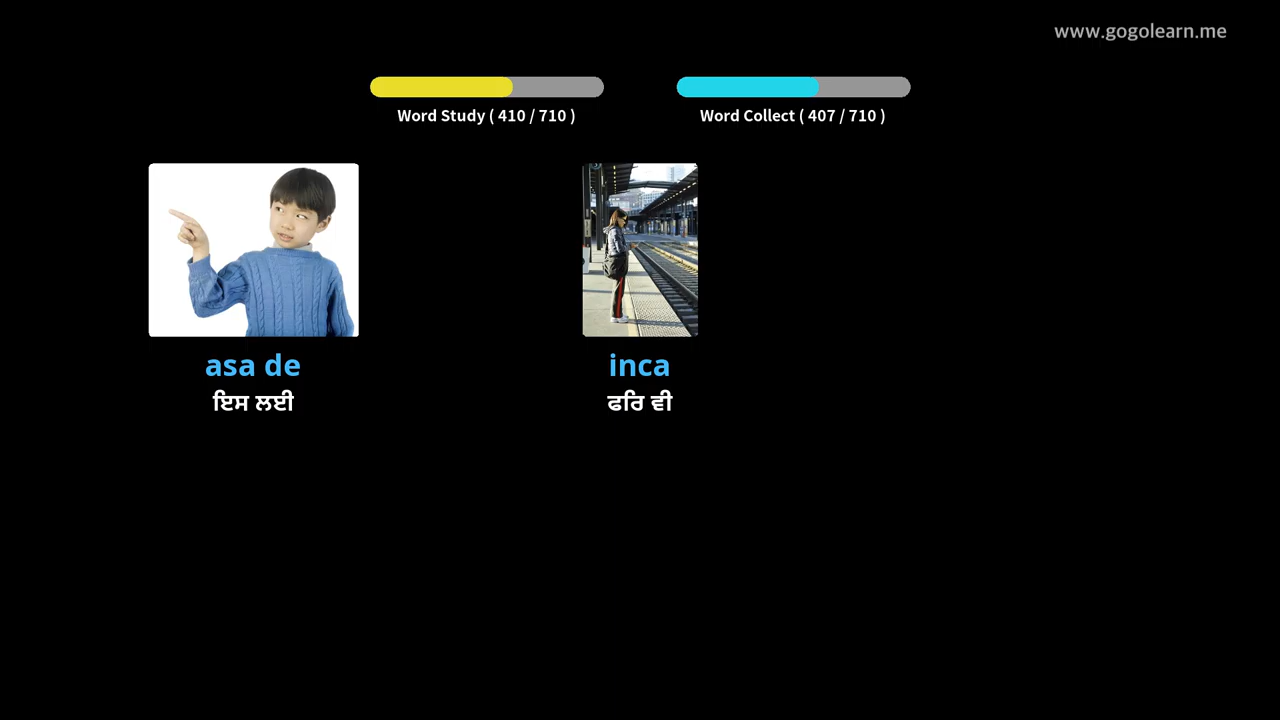 www.gogolearn.me
Word Study ( 410 / 710 )
Word Collect ( 407 / 710 )
asa de
ਇਸ ਲਈ
inca
ਫਿਰ ਵੀ